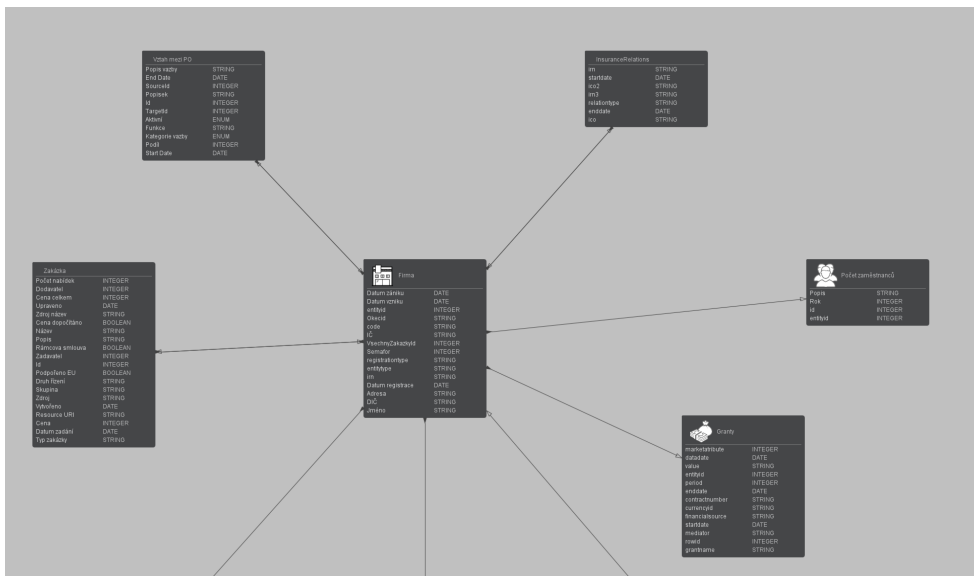 Vztah mezi PO
Popis vazby STRING
End Date DATE
SourceId INTEGER
Popisek STRING
Id INTEGER
TargetId INTEGER
Aktivní ENUM
Funkce STRING
Kategorie vazby ENUM
Podíl INTEGER
Start Date DATE
InsuranceRelations
irn STRING
startdate DATE
ico2 STRING
irn3 STRING
relationtype STRING
enddate DATE
ico STRING
Zakázka
Počet nabídek INTEGER
Dodavatel INTEGER
Cena celkem INTEGER
Upraveno DATE
Zdroj název STRING
Cena dopočítáno BOOLEAN
Název STRING
Popis STRING
Rámcova smlouva BOOLEAN
Zadavatel INTEGER
Id INTEGER
Podpořeno EU BOOLEAN
Druh řízení STRING
Skupina STRING
Zdroj STRING
Vytvořeno DATE
Resource URI STRING
Cena INTEGER
Datum zadání DATE
Typ zakázky STRING
Firma
Datum zániku DATE
Datum vzniku DATE
entityid INTEGER
Okecid STRING
code STRING
IČ STRING
VsechnyZakazkyId INTEGER
Semafor INTEGER
registrationtype STRING
entitytype STRING
irn STRING
Datum registrace DATE
Adresa STRING
DIČ STRING
Jméno STRING
Počet zaměstnanců
Popis STRING
Rok INTEGER
id INTEGER
entityid INTEGER
Granty
marketatribute INTEGER
datadate DATE
value STRING
entityid INTEGER
period INTEGER
enddate DATE
contractnumber STRING
currencyid STRING
financialsource STRING
startdate DATE
mediator STRING
rowid INTEGER
grantname STRING